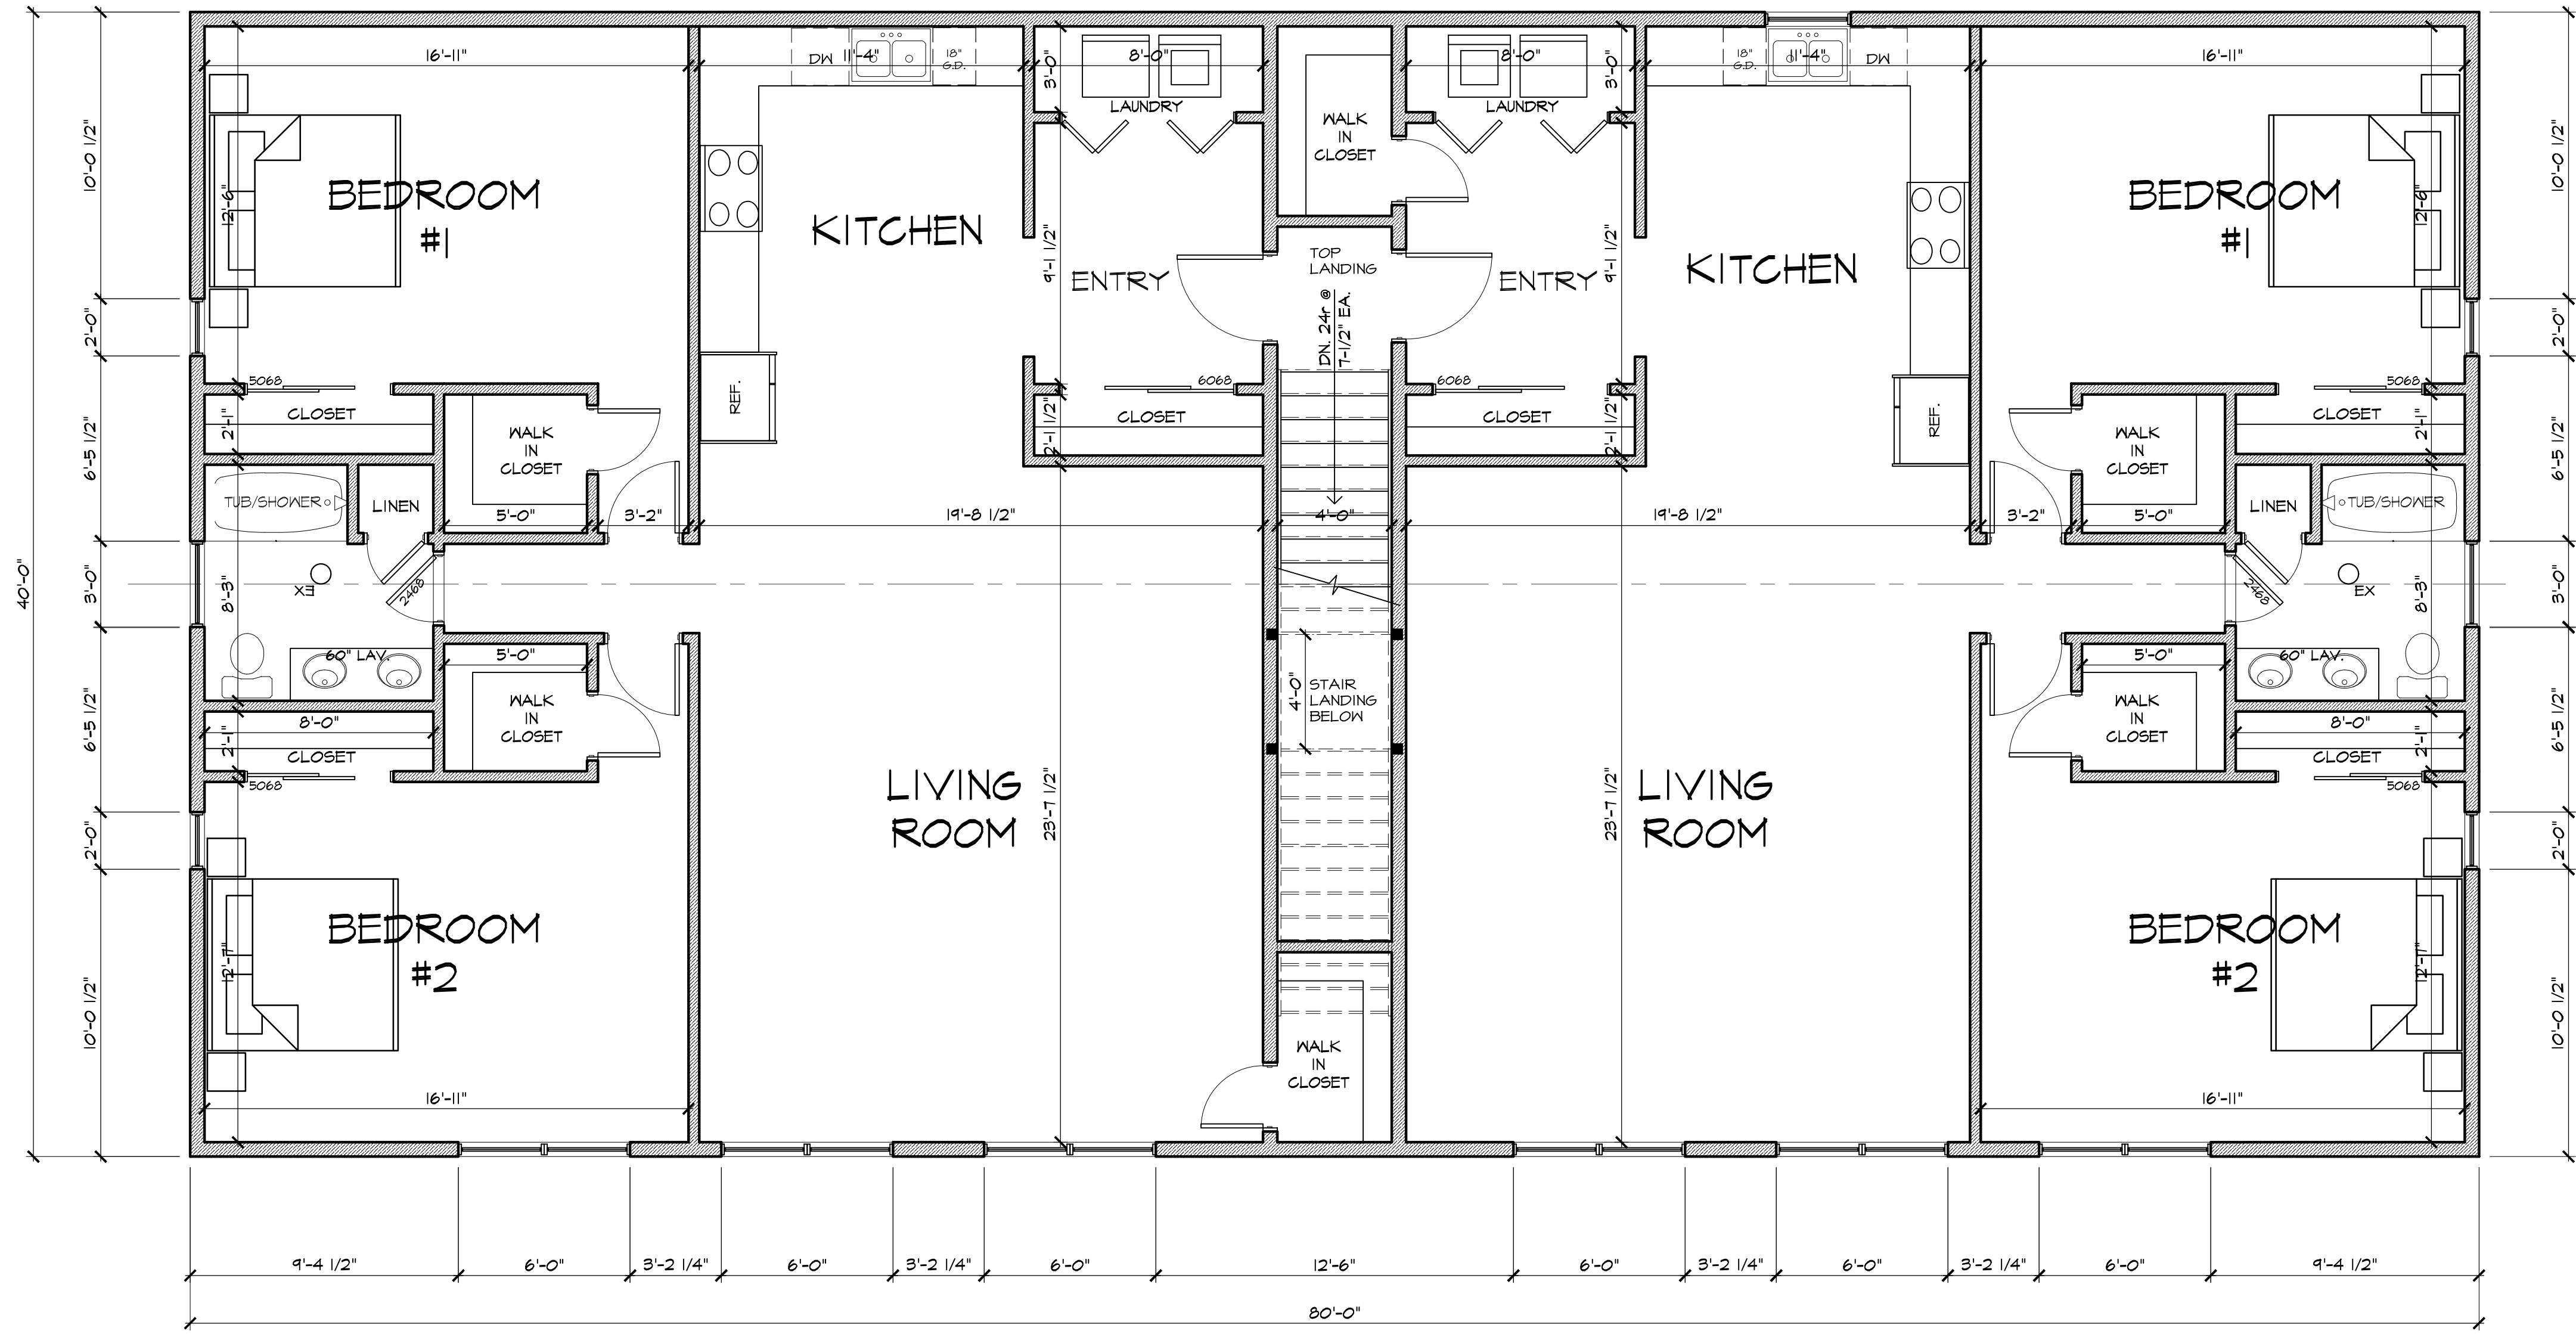 16'-11"
DW
11'-4"
18"
G.D.
3'-0"
8'-0"
LAUNDRY
WALK
IN
CLOSET
8'-0"
LAUNDRY
3'-0"
18"
G.D.
11'-4"
DW
16'-11"
10'-0 1/2"
12'-6"
BEDROOM
#1
KITCHEN
9'-1 1/2"
ENTRY
TOP
LANDING
DN. 24r @
7-1/2" EA.
ENTRY
9'-1 1/2"
KITCHEN
BEDROOM
#1
12'-6"
10'-0 1/2"
2'-0"
2'-0"
5068
CLOSET
2'-1"
WALK
IN
CLOSET
REF.
6068
CLOSET
2'-1 1/2"
6068
CLOSET
2'-1 1/2"
REF.
WALK
IN
CLOSET
5068
CLOSET
2'-1"
6'-5 1/2"
6'-5 1/2"
TUB/SHOWER
LINEN
5'-0"
3'-2"
19'-8 1/2"
4'-0"
19'-8 1/2"
3'-2"
5'-0"
LINEN
TUB/SHOWER
40'-0"
3'-0"
8'-3"
EX
2468
2468
EX
8'-3"
3'-0"
60" LAV.
5'-0"
WALK
IN
CLOSET
4'-0"
STAIR
LANDING
BELOW
5'-0"
WALK
IN
CLOSET
60" LAV.
6'-5 1/2"
8'-0"
2'-1"
CLOSET
5068
8'-0"
2'-1"
CLOSET
5068
6'-5 1/2"
2'-0"
LIVING
ROOM
23'-7 1/2"
23'-7 1/2"
LIVING
ROOM
2'-0"
12'-7"
BEDROOM
#2
BEDROOM
#2
12'-7"
10'-0 1/2"
WALK
IN
CLOSET
10'-0 1/2"
16'-11"
16'-11"
9'-4 1/2"
6'-0"
3'-2 1/4"
6'-0"
3'-2 1/4"
6'-0"
12'-6"
6'-0"
3'-2 1/4"
6'-0"
3'-2 1/4"
6'-0"
9'-4 1/2"
80'-0"